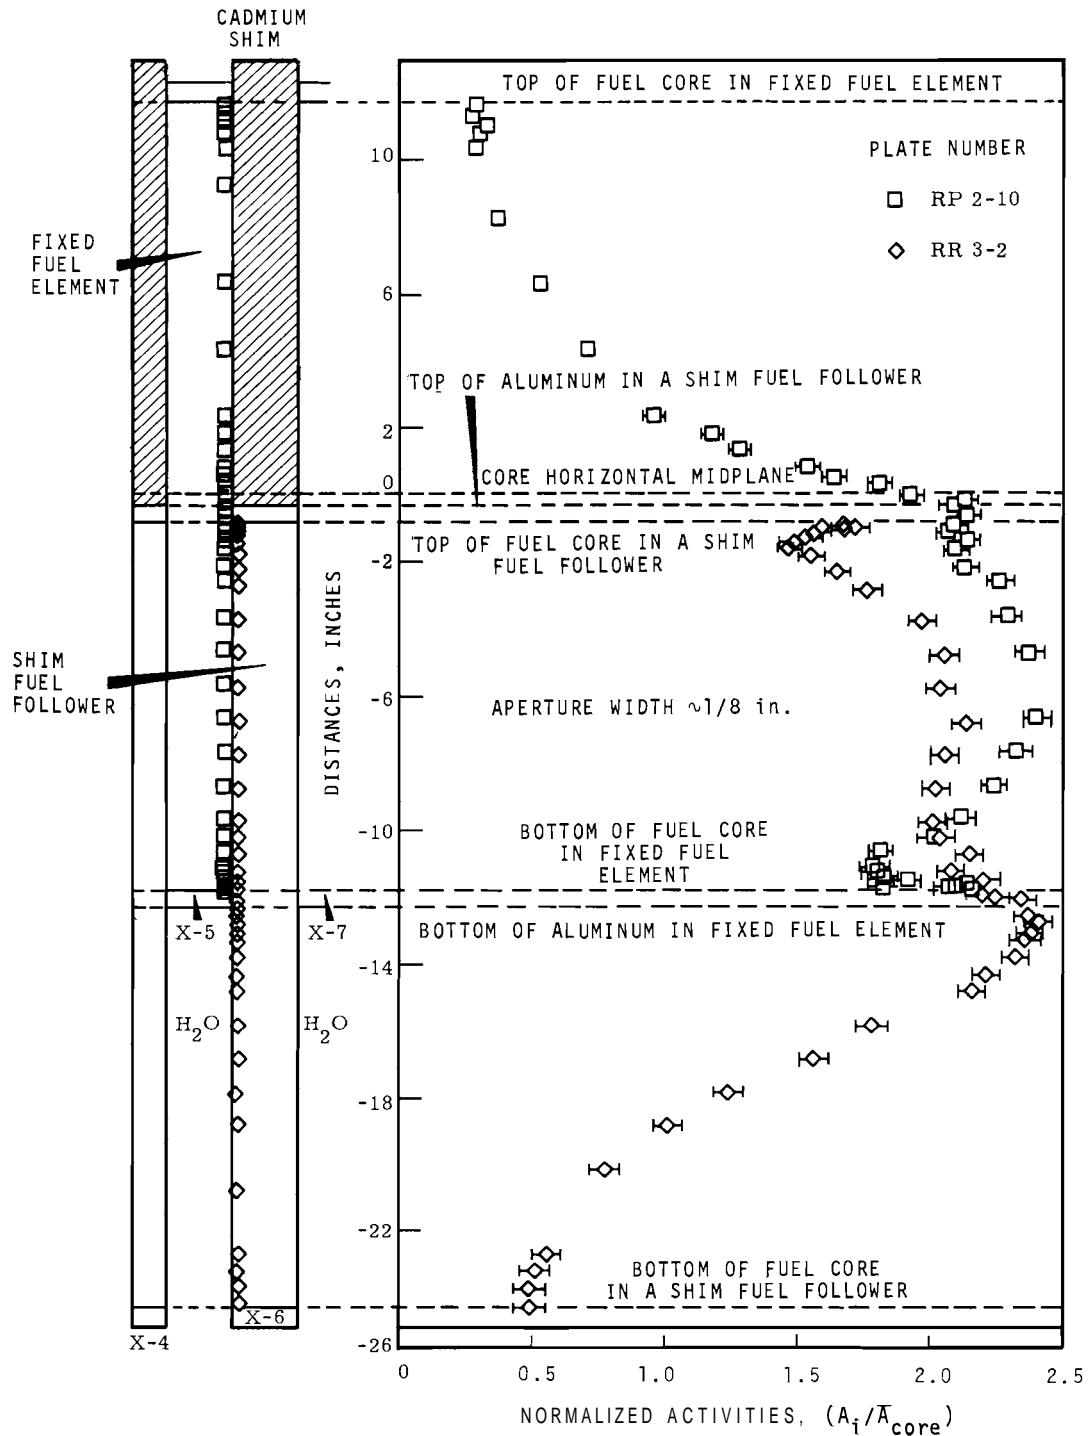 CADMIUM
SHIM
TOP OF FUEL CORE IN FIXED FUEL ELEMENT
10
PLATE NUMBER
RP 2-10
RR 3-2
FIXED
FUEL
ELEMENT
6
TOP OF ALUMINUM IN A SHIM FUEL FOLLOWER
2
CORE HORIZONTAL MIDPLANE
0
TOP OF FUEL CORE IN A SHIM
FUEL FOLLOWER
-2
DISTANCES, INCHES
SHIM
FUEL
FOLLOWER
-6
APERTURE WIDTH ~1/8 in.
-10
BOTTOM OF FUEL CORE
IN FIXED FUEL
ELEMENT
X-5
X-7
BOTTOM OF ALUMINUM IN FIXED FUEL ELEMENT
-14
H₂O
H₂O
-18
-22
BOTTOM OF FUEL CORE
IN A SHIM FUEL FOLLOWER
X-6
X-4
-26
0
0.5
1.0
1.5
2.0
2.5
NORMALIZED ACTIVITIES, (Aᵢ/A̅core)